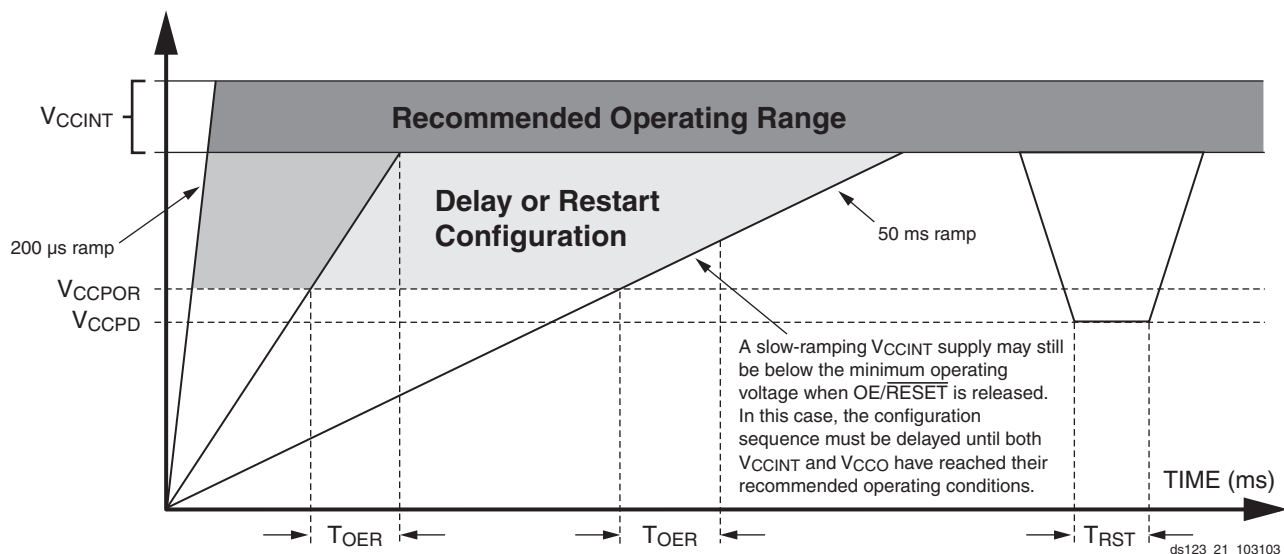 VCCINT
Recommended Operating Range
Delay or Restart
Configuration
200 µs ramp
50 ms ramp
VCCPOR
VCCPD
A slow-ramping VCCINT supply may still
be below the minimum operating
voltage when OE/RESET is released.
In this case, the configuration
sequence must be delayed until both
VCCINT and VCCO have reached their
recommended operating conditions.
TIME (ms)
TOER
TOER
TRST
ds123_21_103103